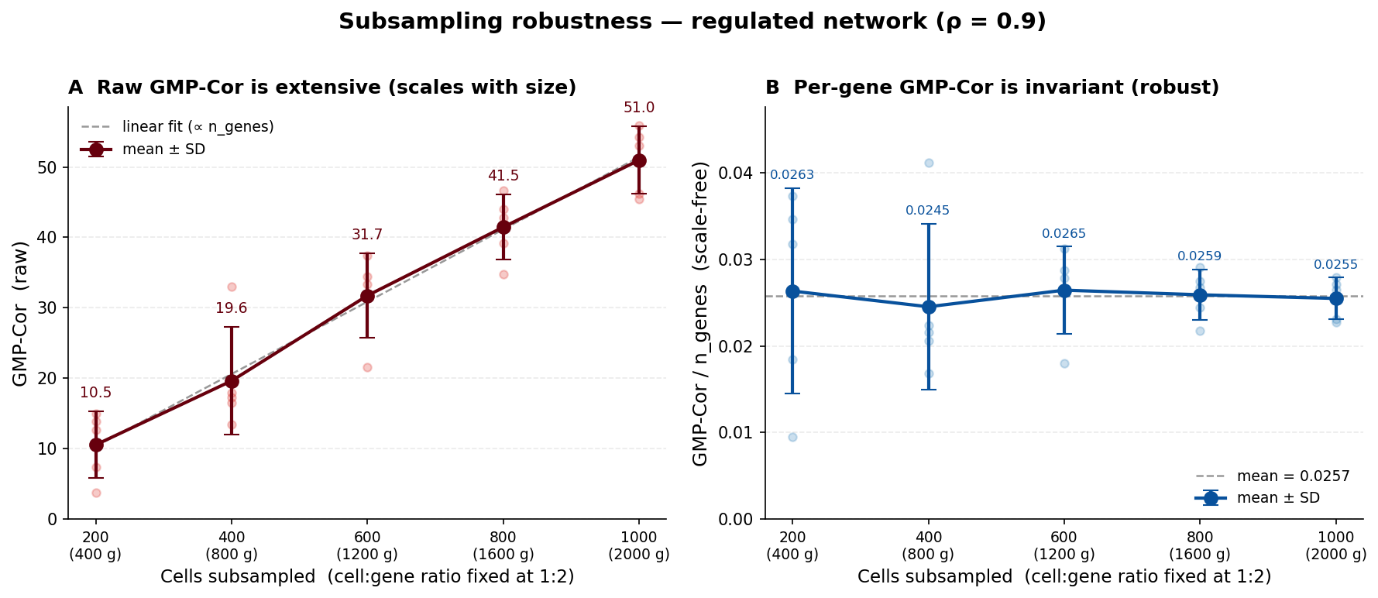 Subsampling robustness — regulated network (ρ = 0.9)
A  Raw GMP-Cor is extensive (scales with size)
linear fit (∝ n_genes)
mean ± SD
GMP-Cor  (raw)
50
40
30
20
10
0
10.5
19.6
31.7
41.5
51.0
200
(400 g)
400
(800 g)
600
(1200 g)
800
(1600 g)
1000
(2000 g)
Cells subsampled  (cell:gene ratio fixed at 1:2)
B  Per-gene GMP-Cor is invariant (robust)
GMP-Cor / n_genes  (scale-free)
0.04
0.03
0.02
0.01
0.00
0.0263
0.0245
0.0265
0.0259
0.0255
mean = 0.0257
mean ± SD
200
(400 g)
400
(800 g)
600
(1200 g)
800
(1600 g)
1000
(2000 g)
Cells subsampled  (cell:gene ratio fixed at 1:2)